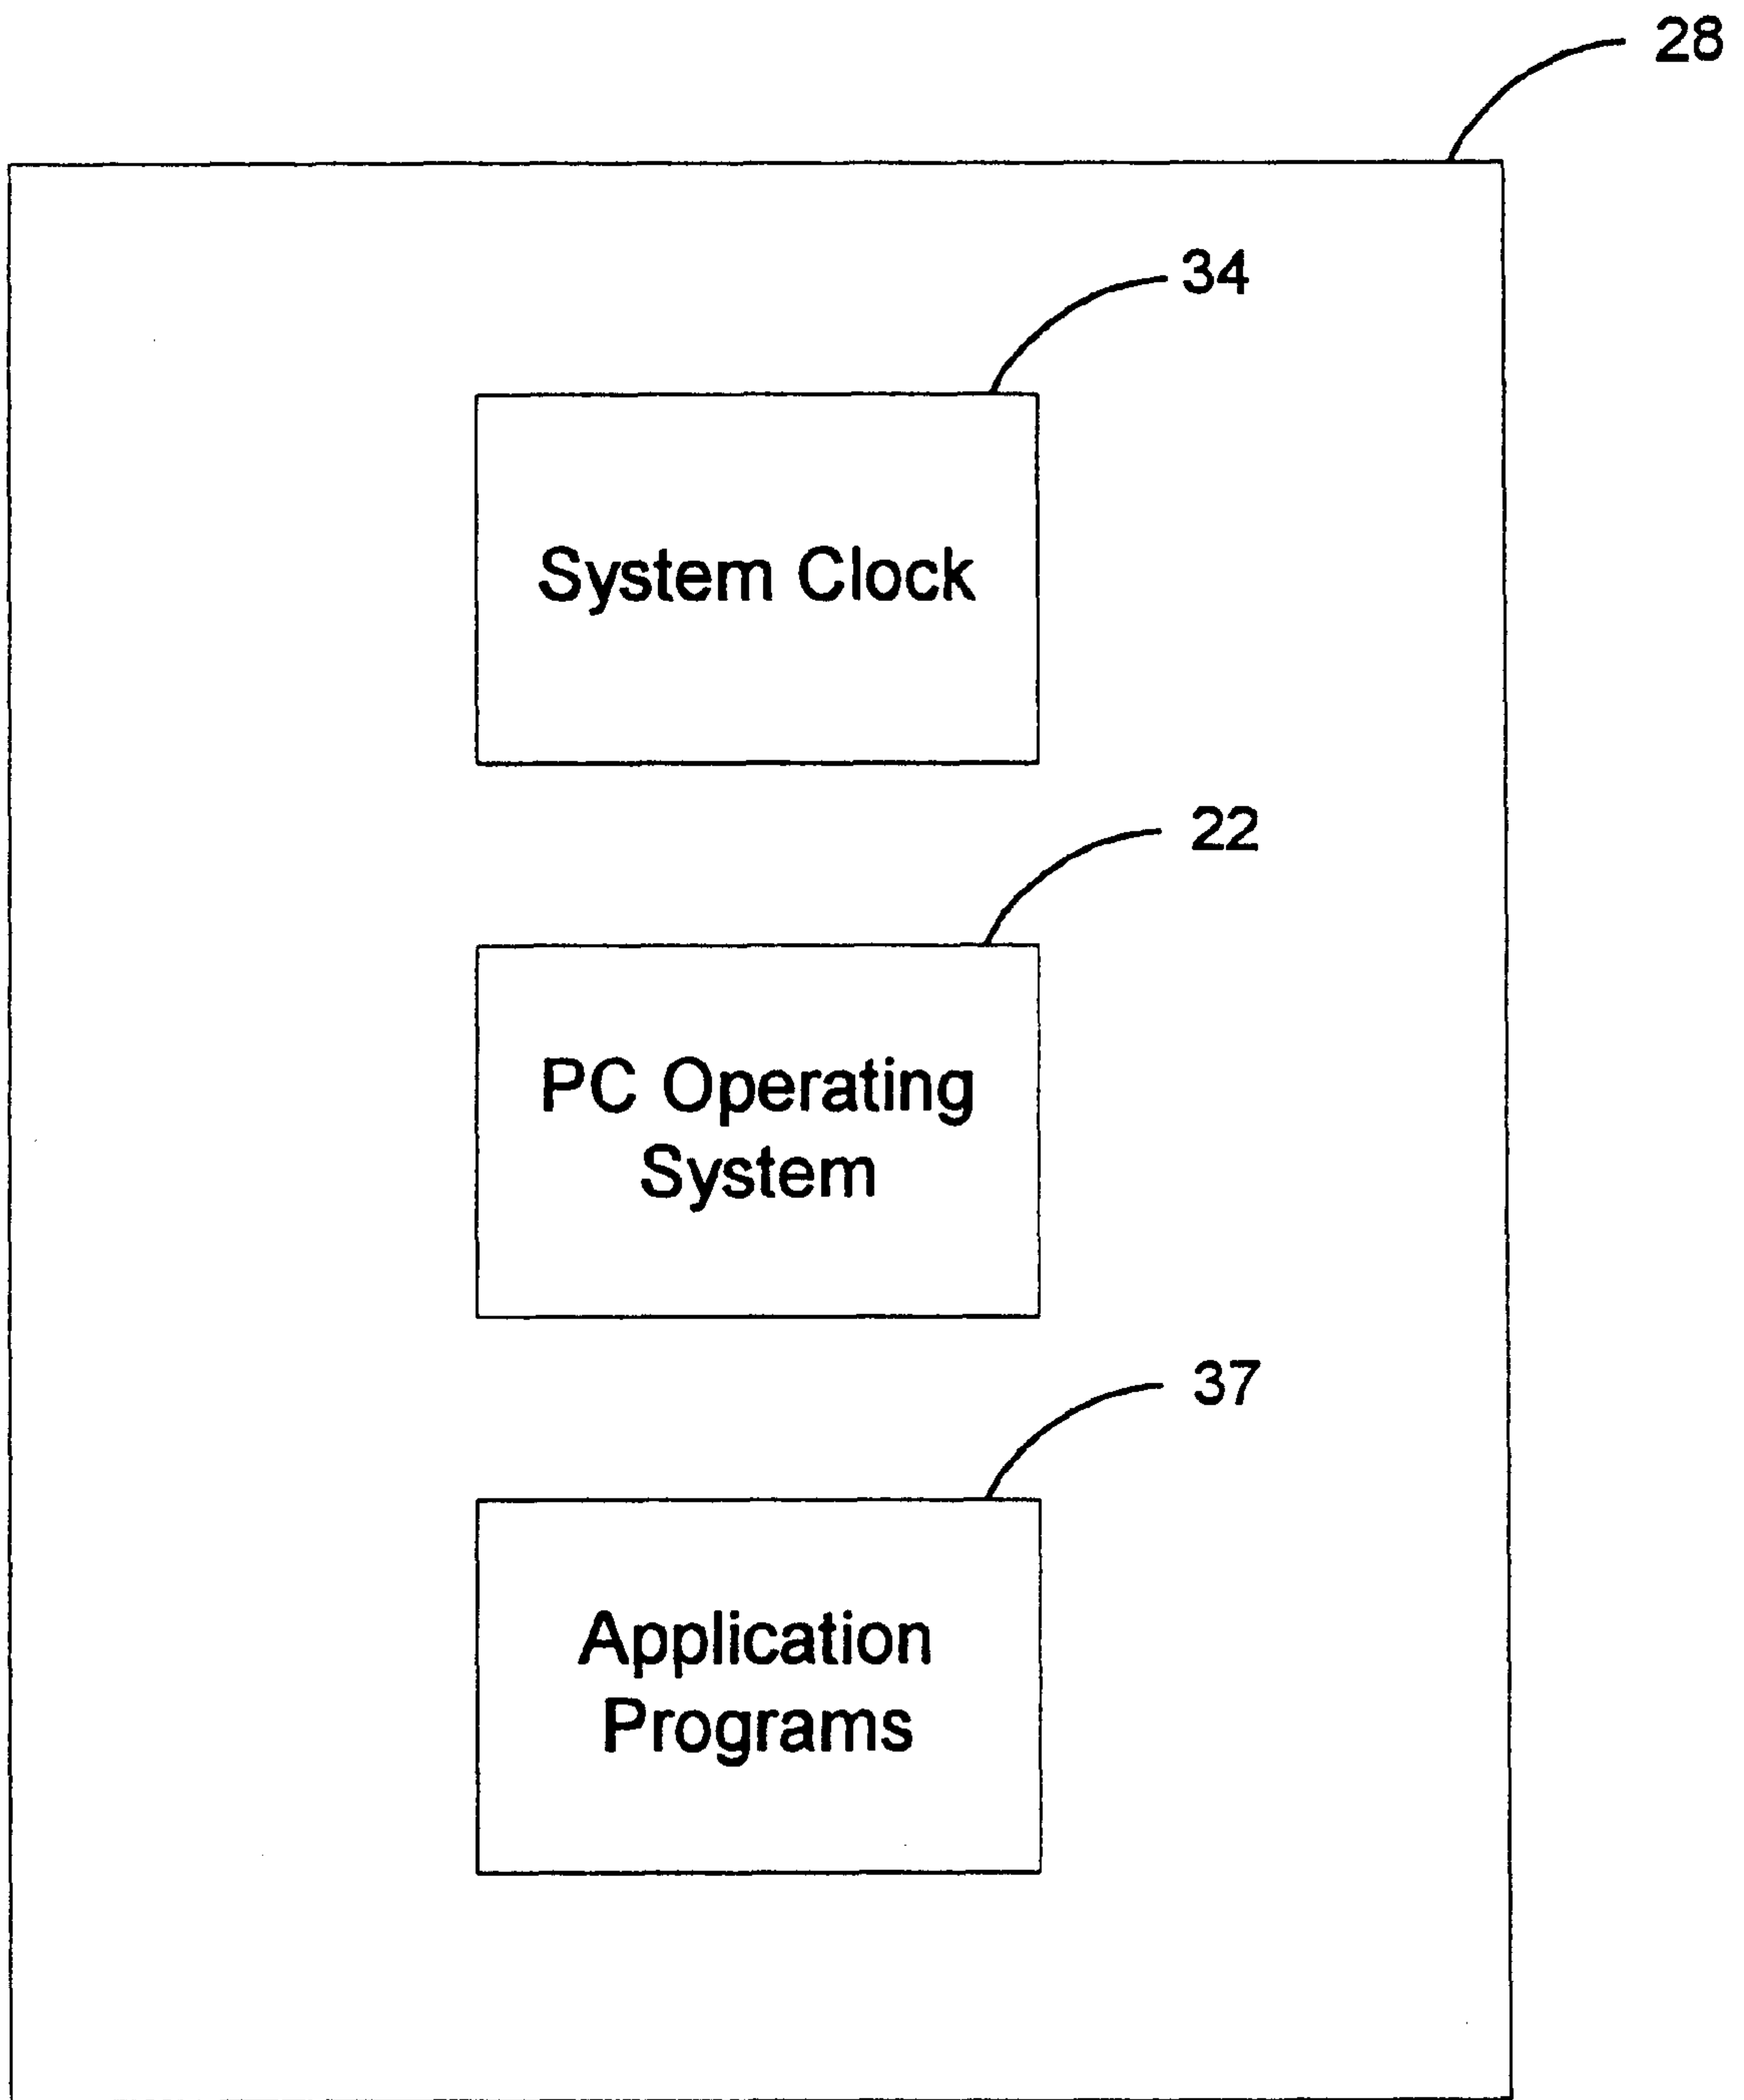 28
34
System Clock
22
PC Operating
System
37
Application
Programs